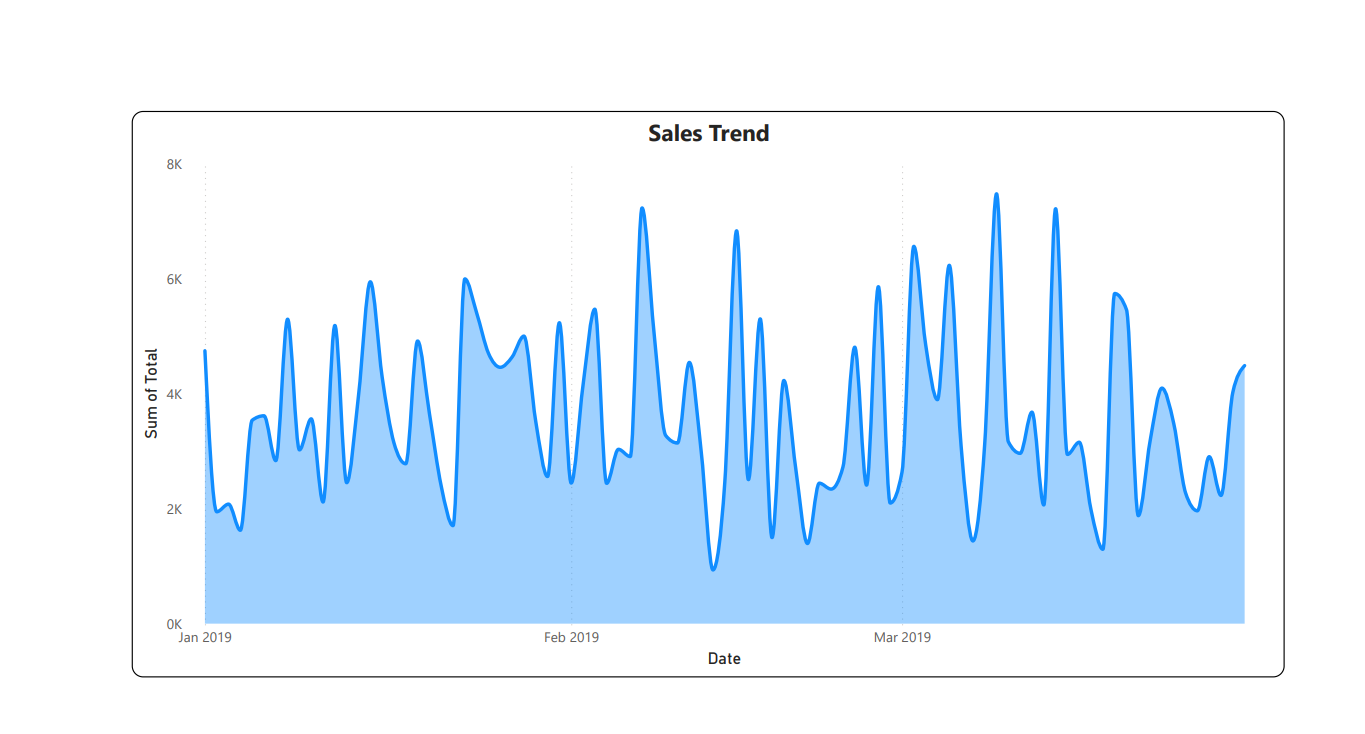 Sales Trend
8K
6K
4K
2K
0K
Sum of Total
Jan 2019
Feb 2019
Mar 2019
Date